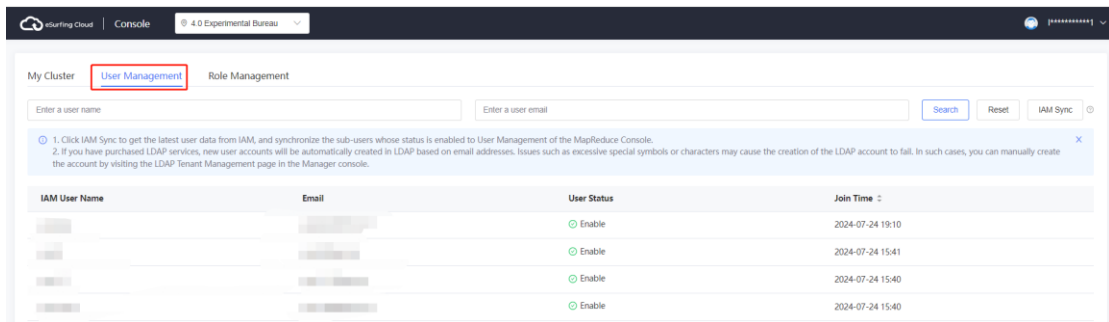 eSurfing Cloud | Console 4.0 Experimental Bureau l***********1
My Cluster User Management Role Management
Enter a user name Enter a user email Search Reset IAM Sync
1. Click IAM Sync to get the latest user data from IAM, and synchronize the sub-users whose status is enabled to User Management of the MapReduce Console.
2. If you have purchased LDAP services, new user accounts will be automatically created in LDAP based on email addresses. Issues such as excessive special symbols or characters may cause the creation of the LDAP account to fail. In such cases, you can manually create
the account by visiting the LDAP Tenant Management page in the Manager console.
IAM User Name Email User Status Join Time
Enable 2024-07-24 19:10
Enable 2024-07-24 15:41
Enable 2024-07-24 15:40
Enable 2024-07-24 15:40